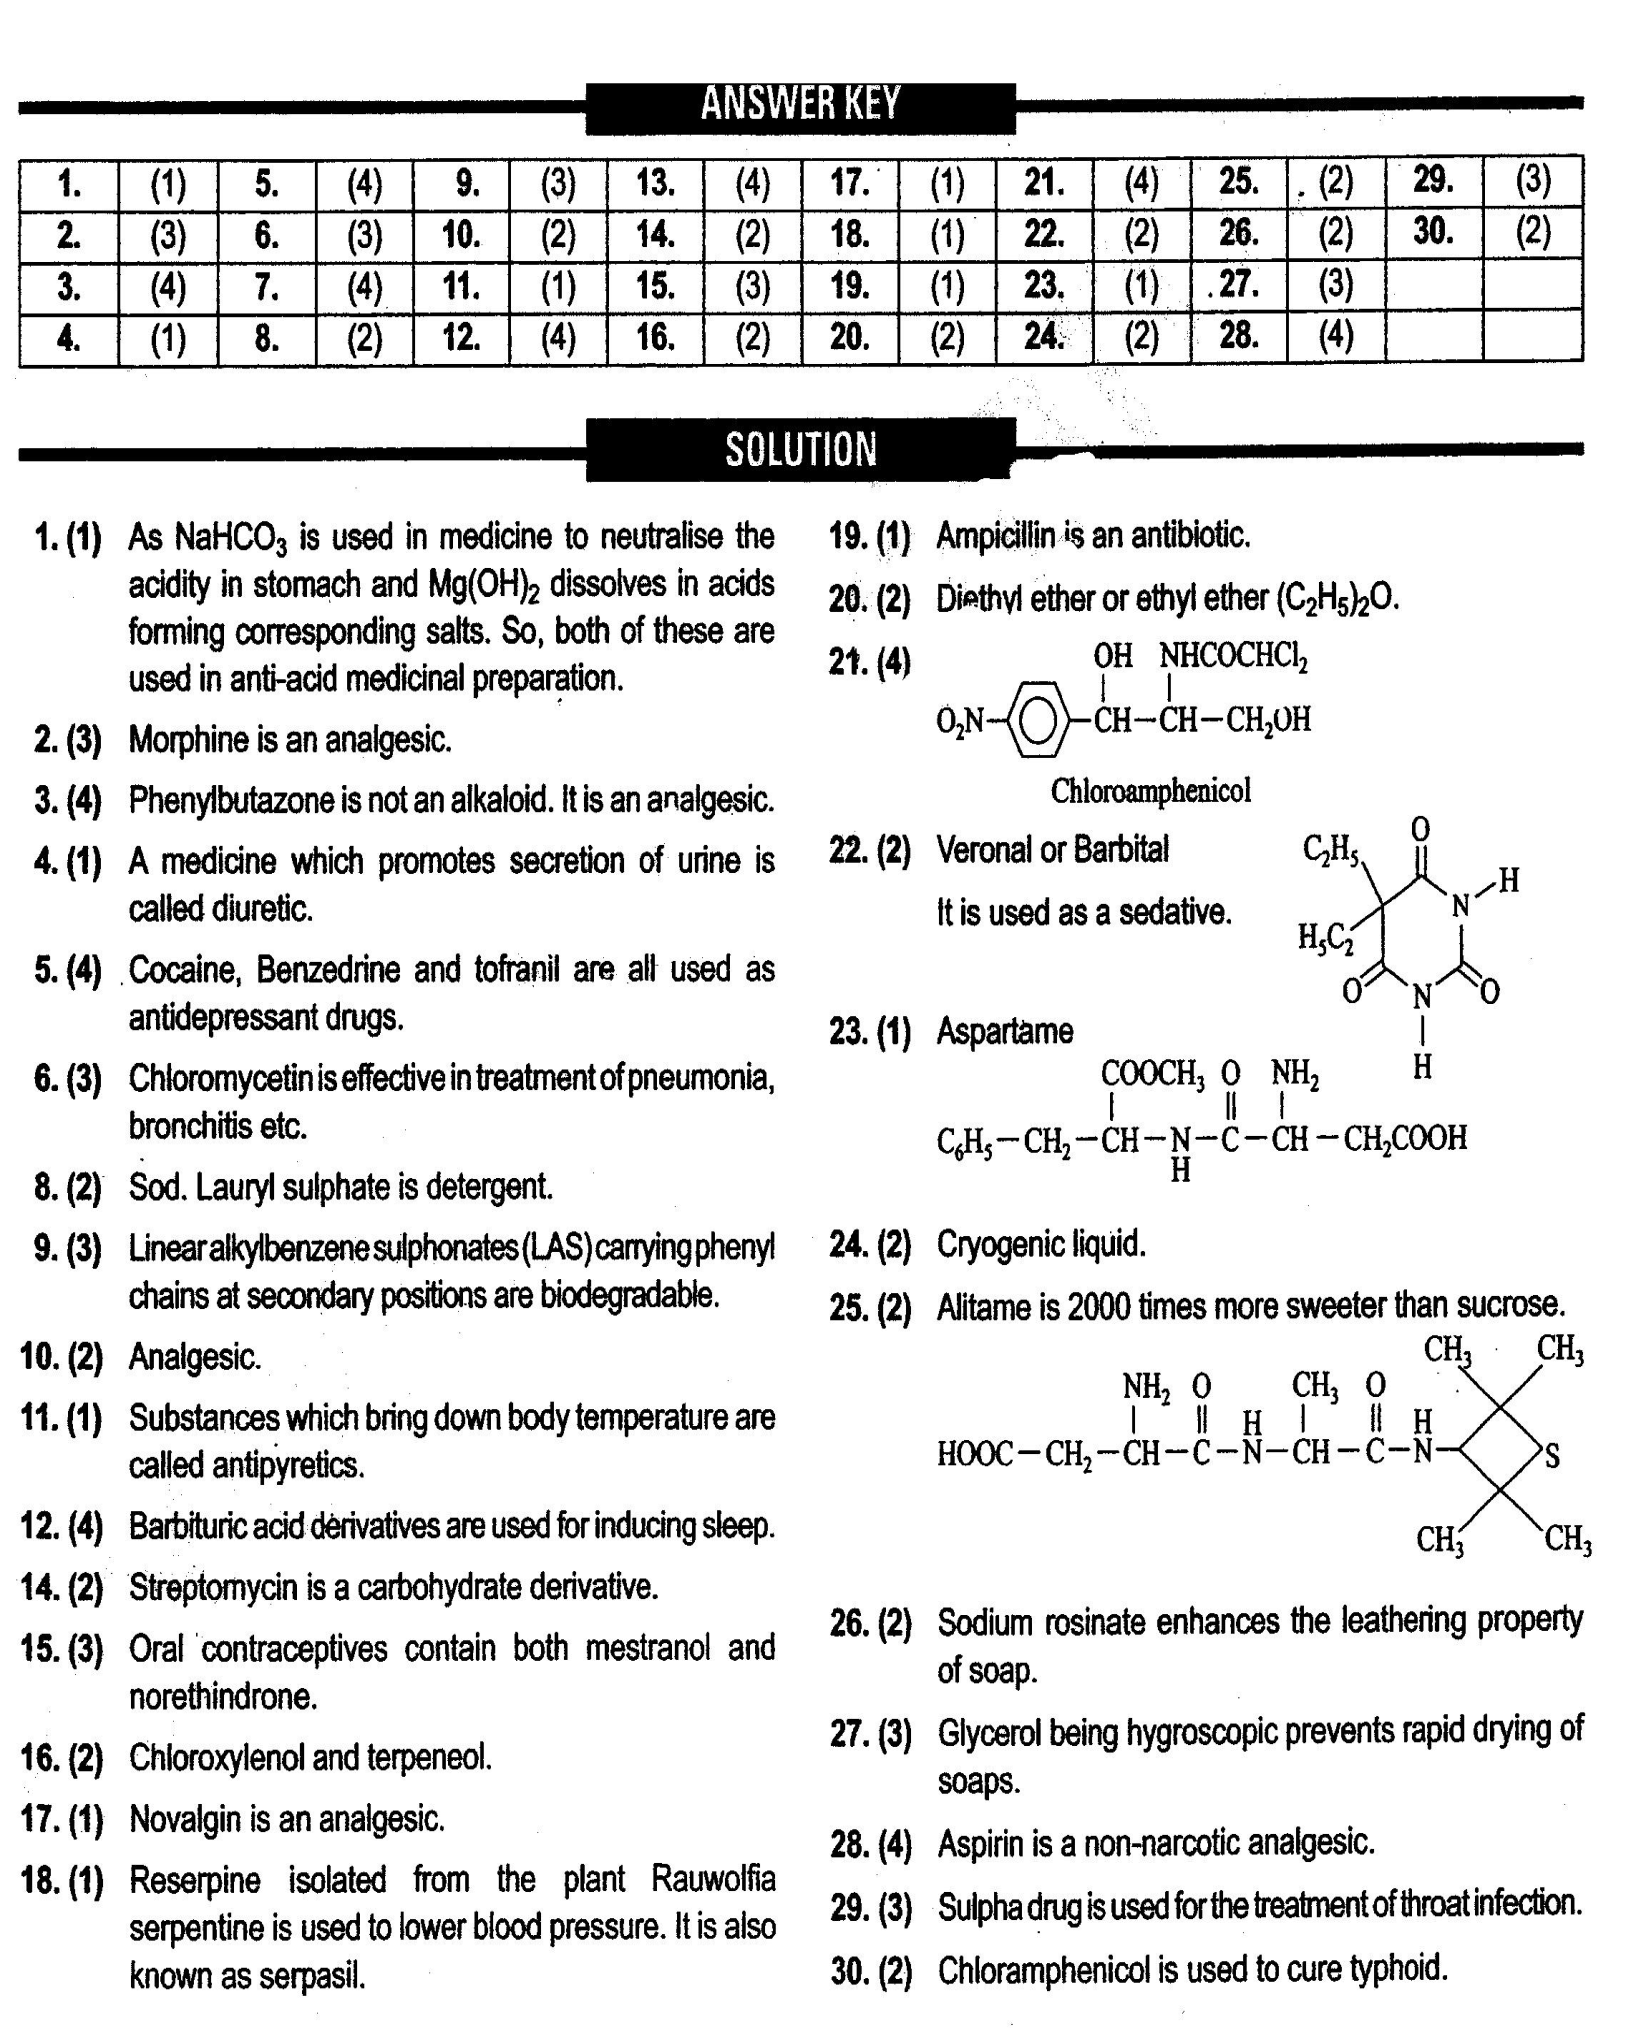 ANSWER KEY
1. (1) 5. (4) 9. (3) 13. (4) 17. (1) 21. (4) 25. (2) 29. (3)
2. (3) 6. (3) 10. (2) 14. (2) 18. (1) 22. (2) 26. (2) 30. (2)
3. (4) 7. (4) 11. (1) 15. (3) 19. (1) 23. (1) 27. (3)
4. (1) 8. (2) 12. (4) 16. (2) 20. (2) 24. (2) 28. (4)
SOLUTION
1. (1) As NaHCO₃ is used in medicine to neutralise the
acidity in stomach and Mg(OH)₂ dissolves in acids
forming corresponding salts. So, both of these are
used in anti-acid medicinal preparation.
2. (3) Morphine is an analgesic.
3. (4) Phenylbutazone is not an alkaloid. It is an analgesic.
4. (1) A medicine which promotes secretion of urine is
called diuretic.
5. (4) Cocaine, Benzedrine and tofranil are all used as
antidepressant drugs.
6. (3) Chloromycetin is effective in treatment of pneumonia,
bronchitis etc.
8. (2) Sod. Lauryl sulphate is detergent.
9. (3) Linear alkylbenzene sulphonates (LAS) carrying phenyl
chains at secondary positions are biodegradable.
10. (2) Analgesic.
11. (1) Substances which bring down body temperature are
called antipyretics.
12. (4) Barbituric acid derivatives are used for inducing sleep.
14. (2) Streptomycin is a carbohydrate derivative.
15. (3) Oral contraceptives contain both mestranol and
norethindrone.
16. (2) Chloroxylenol and terpeneol.
17. (1) Novalgin is an analgesic.
18. (1) Reserpine isolated from the plant Rauwolfia
serpentine is used to lower blood pressure. It is also
known as serpasil.
19. (1) Ampicillin is an antibiotic.
20. (2) Diethyl ether or ethyl ether (C₂H₅)₂O.
21. (4) OH NHCOCHCl₂
O₂N–CH–CH–CH₂OH
Chloroamphenicol
22. (2) Veronal or Barbital
It is used as a sedative.
C₂H₅ O
N H
H₅C₂
O N O
H
23. (1) Aspartame
COOCH₃ O NH₂
C₆H₅–CH₂–CH–N–C–CH–CH₂COOH
H
24. (2) Cryogenic liquid.
25. (2) Alitame is 2000 times more sweeter than sucrose.
CH₃ CH₃
NH₂ O CH₃ O
H H
HOOC–CH₂–CH–C–N–CH–C–N S
CH₃ CH₃
26. (2) Sodium rosinate enhances the leathering property
of soap.
27. (3) Glycerol being hygroscopic prevents rapid drying of
soaps.
28. (4) Aspirin is a non-narcotic analgesic.
29. (3) Sulpha drug is used for the treatment of throat infection.
30. (2) Chloramphenicol is used to cure typhoid.